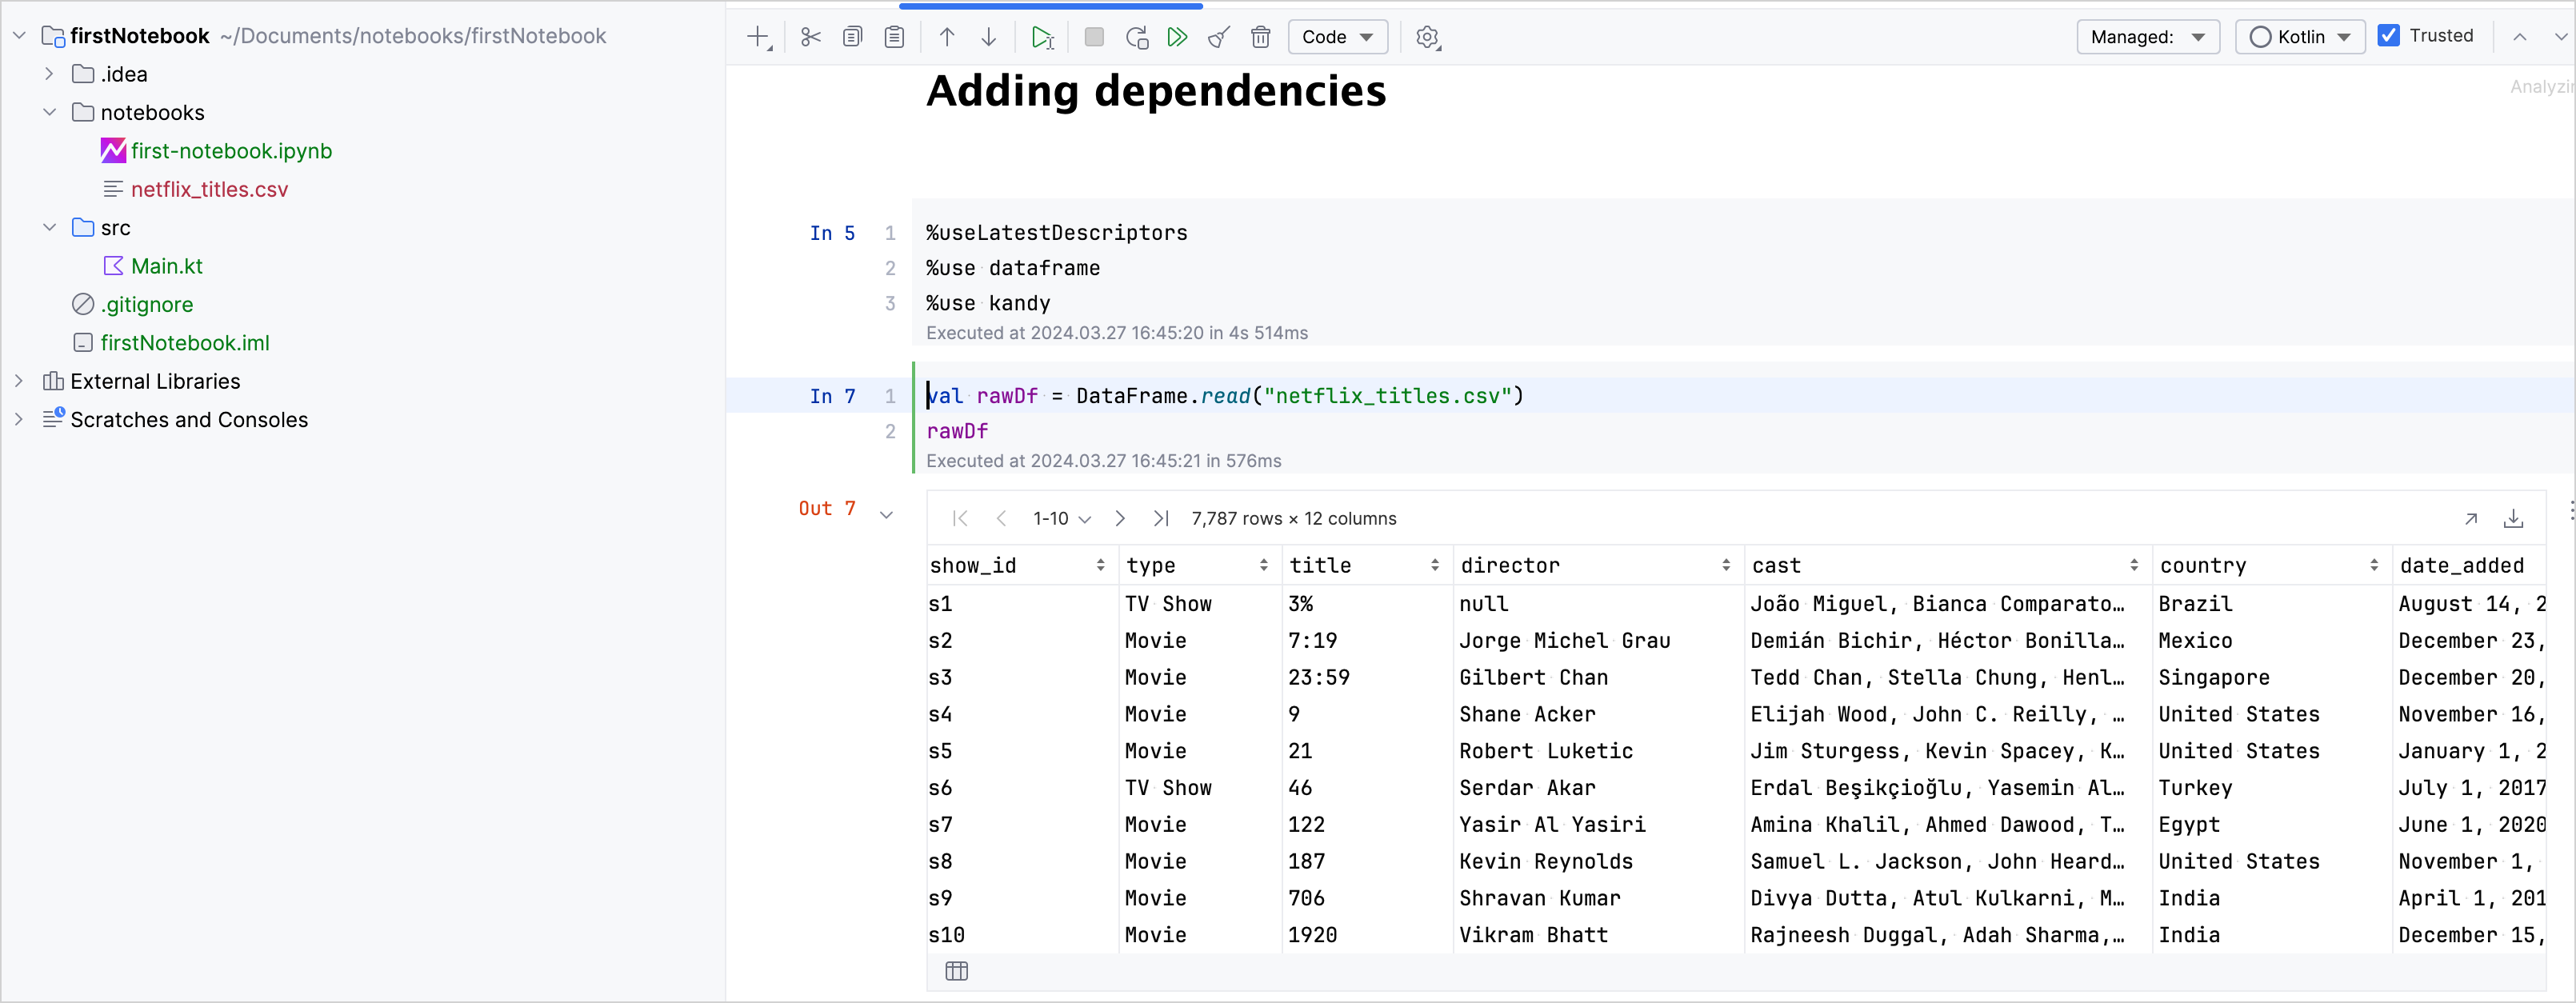 firstNotebook ~/Documents/notebooks/firstNotebook
.idea
notebooks
first-notebook.ipynb
netflix_titles.csv
src
Main.kt
.gitignore
firstNotebook.iml
External Libraries
Scratches and Consoles
Code Managed: Kotlin Trusted
Adding dependencies
Analyzin
In 5 1 %useLatestDescriptors
2 %use dataframe
3 %use kandy
Executed at 2024.03.27 16:45:20 in 4s 514ms
In 7 1 val rawDf = DataFrame.read("netflix_titles.csv")
2 rawDf
Executed at 2024.03.27 16:45:21 in 576ms
Out 7 1-10 7,787 rows × 12 columns
show_id type title director cast country date_added
s1 TV Show 3% null João Miguel, Bianca Comparato… Brazil August 14, 2
s2 Movie 7:19 Jorge Michel Grau Demián Bichir, Héctor Bonilla… Mexico December 23,
s3 Movie 23:59 Gilbert Chan Tedd Chan, Stella Chung, Henl… Singapore December 20,
s4 Movie 9 Shane Acker Elijah Wood, John C. Reilly, … United States November 16,
s5 Movie 21 Robert Luketic Jim Sturgess, Kevin Spacey, K… United States January 1, 2
s6 TV Show 46 Serdar Akar Erdal Beşikçioğlu, Yasemin Al… Turkey July 1, 2017
s7 Movie 122 Yasir Al Yasiri Amina Khalil, Ahmed Dawood, T… Egypt June 1, 2020
s8 Movie 187 Kevin Reynolds Samuel L. Jackson, John Heard… United States November 1,
s9 Movie 706 Shravan Kumar Divya Dutta, Atul Kulkarni, M… India April 1, 201
s10 Movie 1920 Vikram Bhatt Rajneesh Duggal, Adah Sharma,… India December 15,